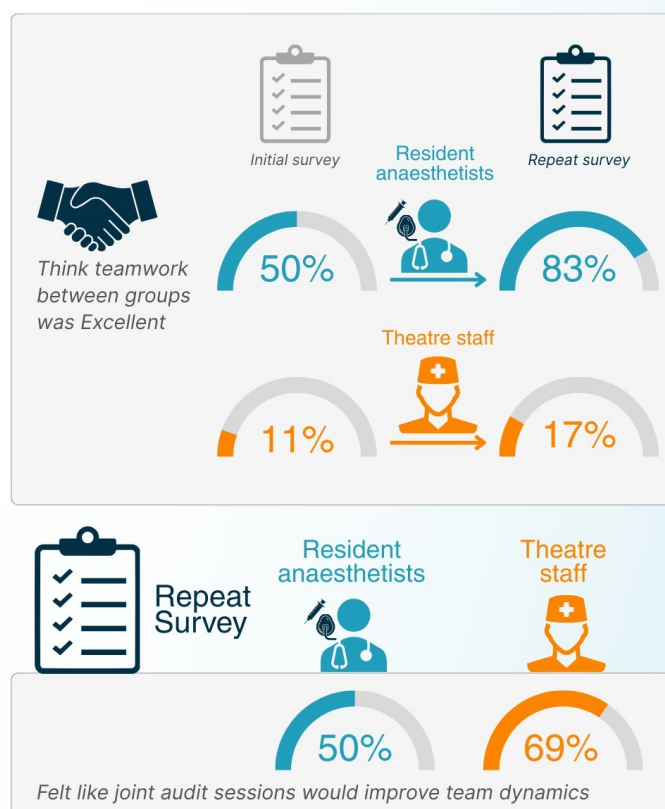 Initial survey
Resident
anaesthetists
Repeat survey
Think teamwork
between groups
was Excellent
50%
83%
Theatre staff
11%
17%
Repeat
Survey
Resident
anaesthetists
Theatre
staff
50%
69%
Felt like joint audit sessions would improve team dynamics